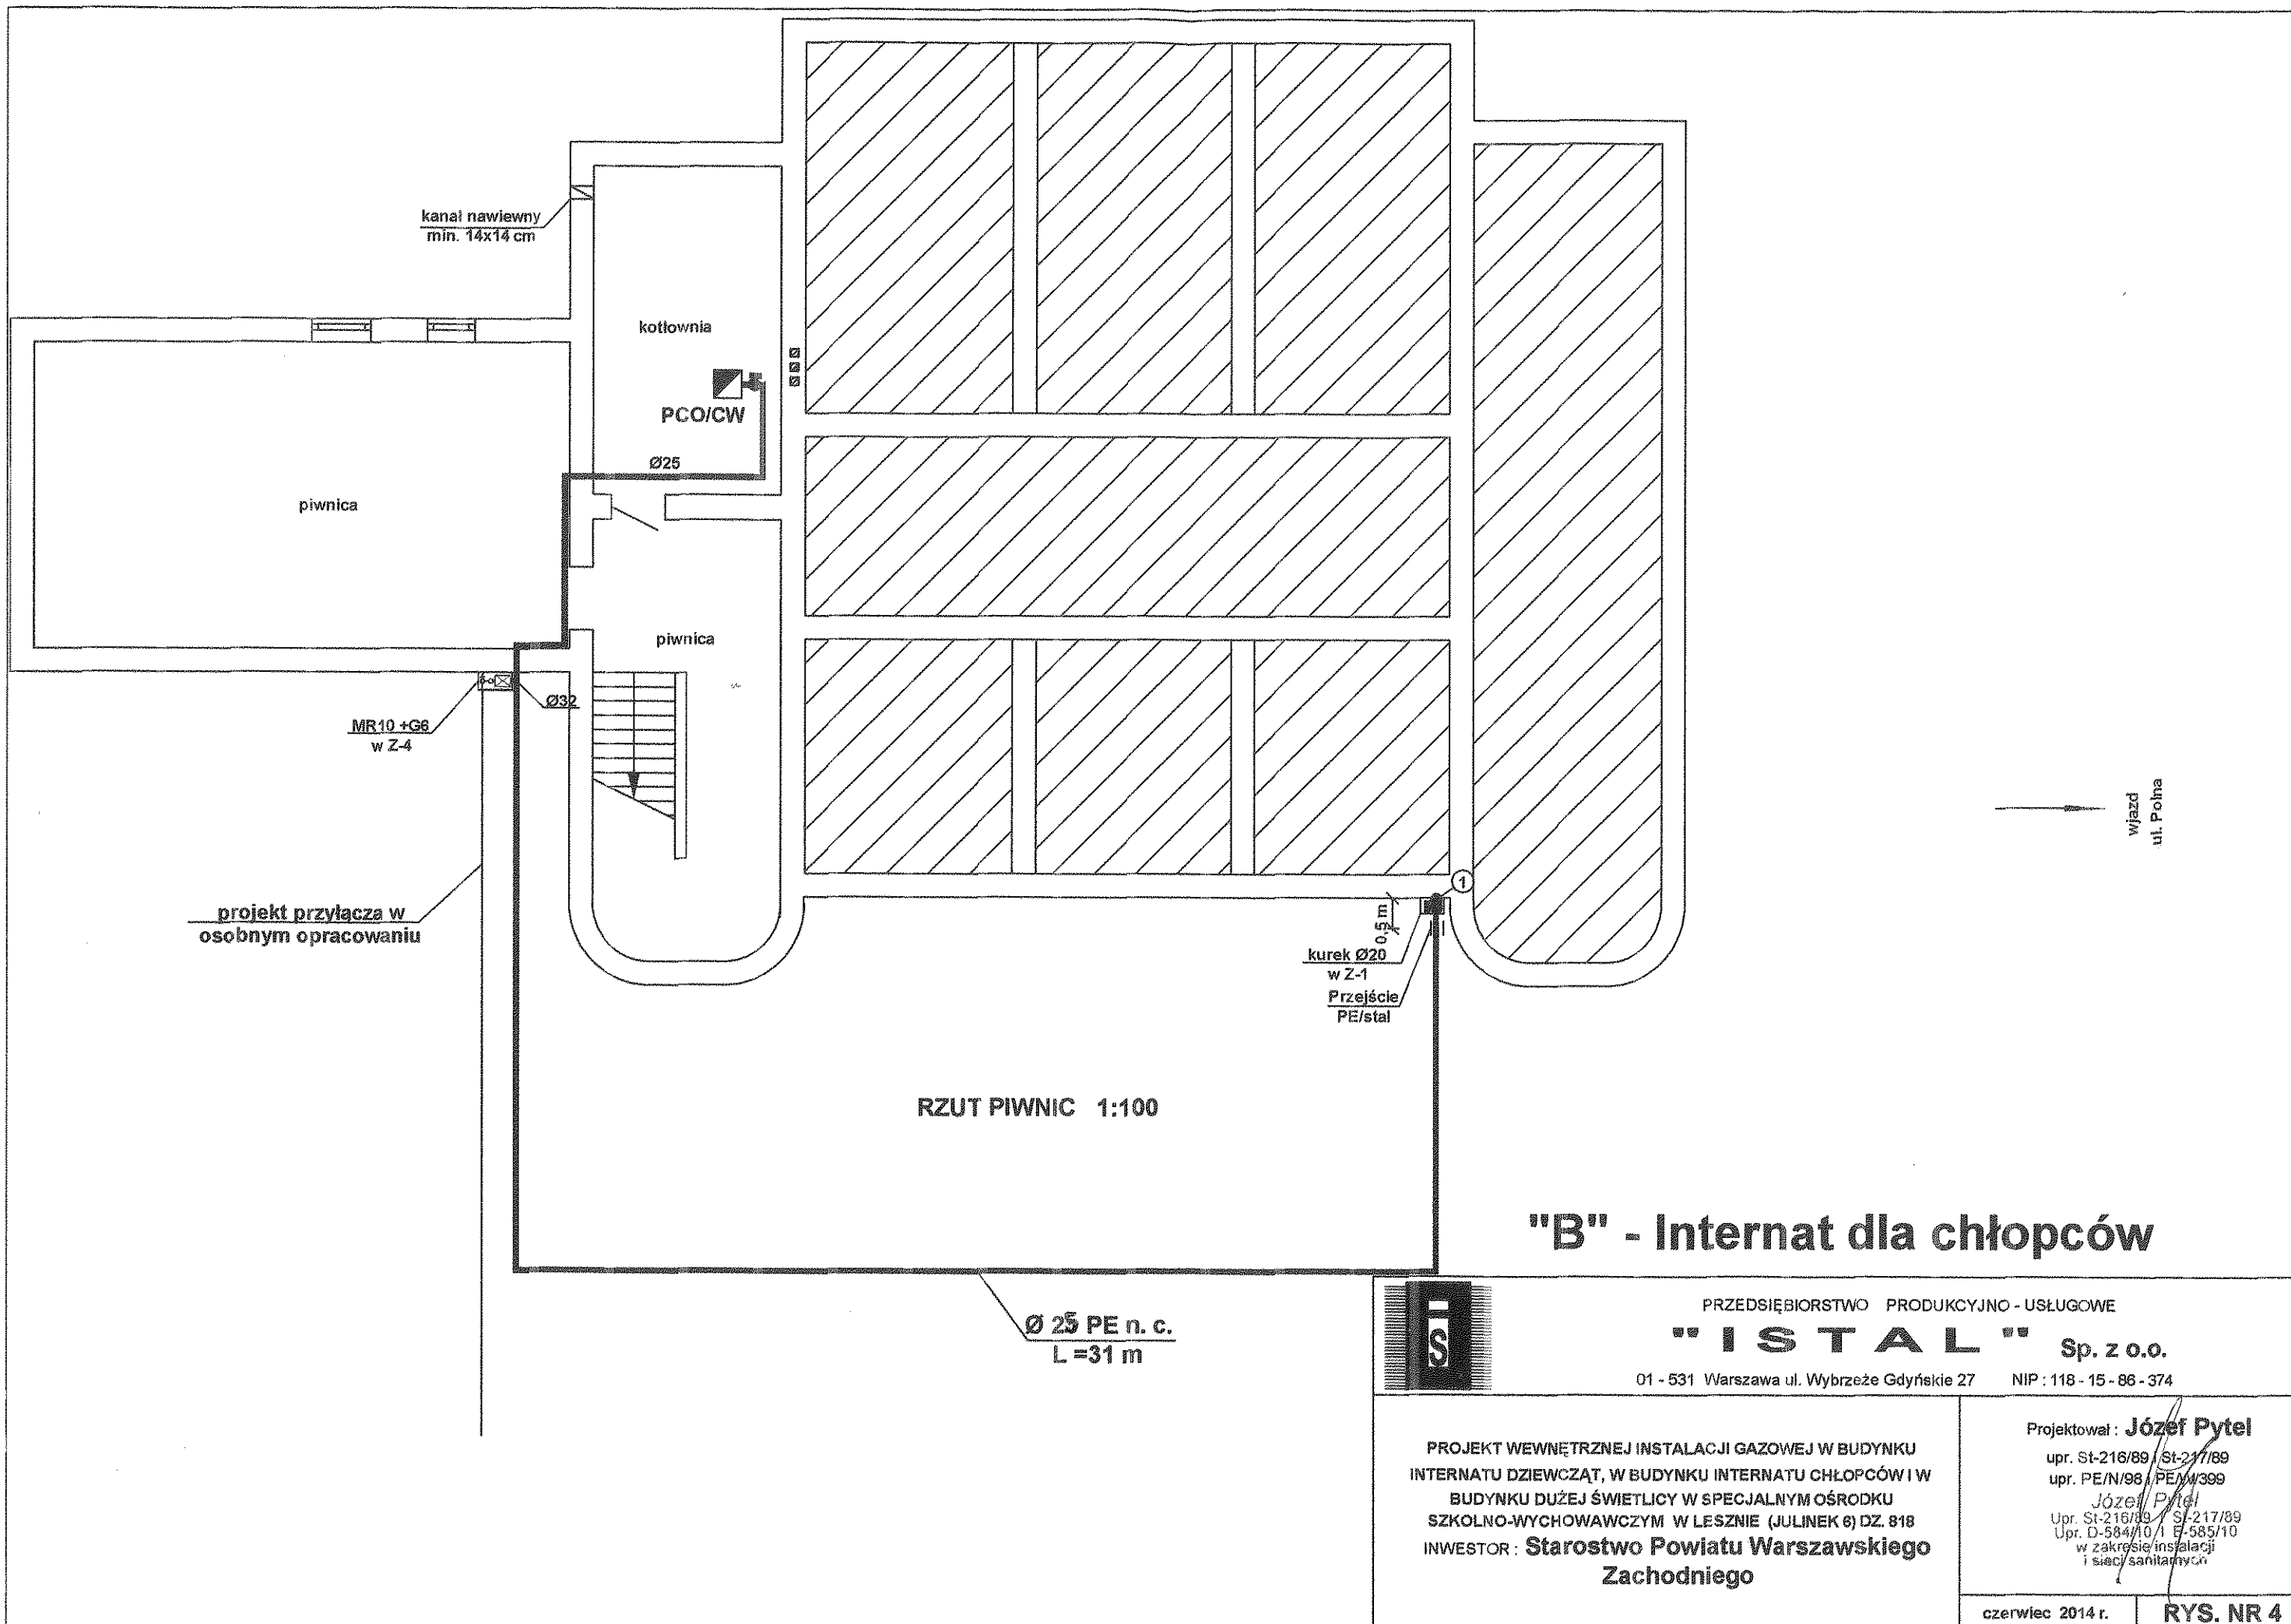 kanał nawiewny
min. 14x14 cm
kotłownia
PCO/CW
Ø25
piwnica
piwnica
Ø32
MR10 +G6
w Z-4
projekt przyłącza w
osobnym opracowaniu
1
0,5 m
kurek Ø20
w Z-1
Przejście
PE/stal
wjazd
ul. Polna
RZUT PIWNIC 1:100
"B" - Internat dla chłopców
Ø 25 PE n. c.
L =31 m
iS
PRZEDSIĘBIORSTWO PRODUKCYJNO - USŁUGOWE
" I S T A L " Sp. z o.o.
01 - 531 Warszawa ul. Wybrzeże Gdyńskie 27 NIP : 118 - 15 - 86 - 374
PROJEKT WEWNĘTRZNEJ INSTALACJI GAZOWEJ W BUDYNKU
INTERNATU DZIEWCZĄT, W BUDYNKU INTERNATU CHŁOPCÓW I W
BUDYNKU DUŻEJ ŚWIETLICY W SPECJALNYM OŚRODKU
SZKOLNO-WYCHOWAWCZYM W LESZNIE (JULINEK 6) DZ. 818
INWESTOR : Starostwo Powiatu Warszawskiego
Zachodniego
Projektował : Józef Pytel
upr. St-216/89 / St-217/89
upr. PE/N/98 /
Józef Pytel
Upr. St-216/89 / St-217/89
Upr. D-584/10 i E-585/10
w zakresie instalacji
i sieci sanitarnych
czerwiec 2014 r.
RYS. NR 4